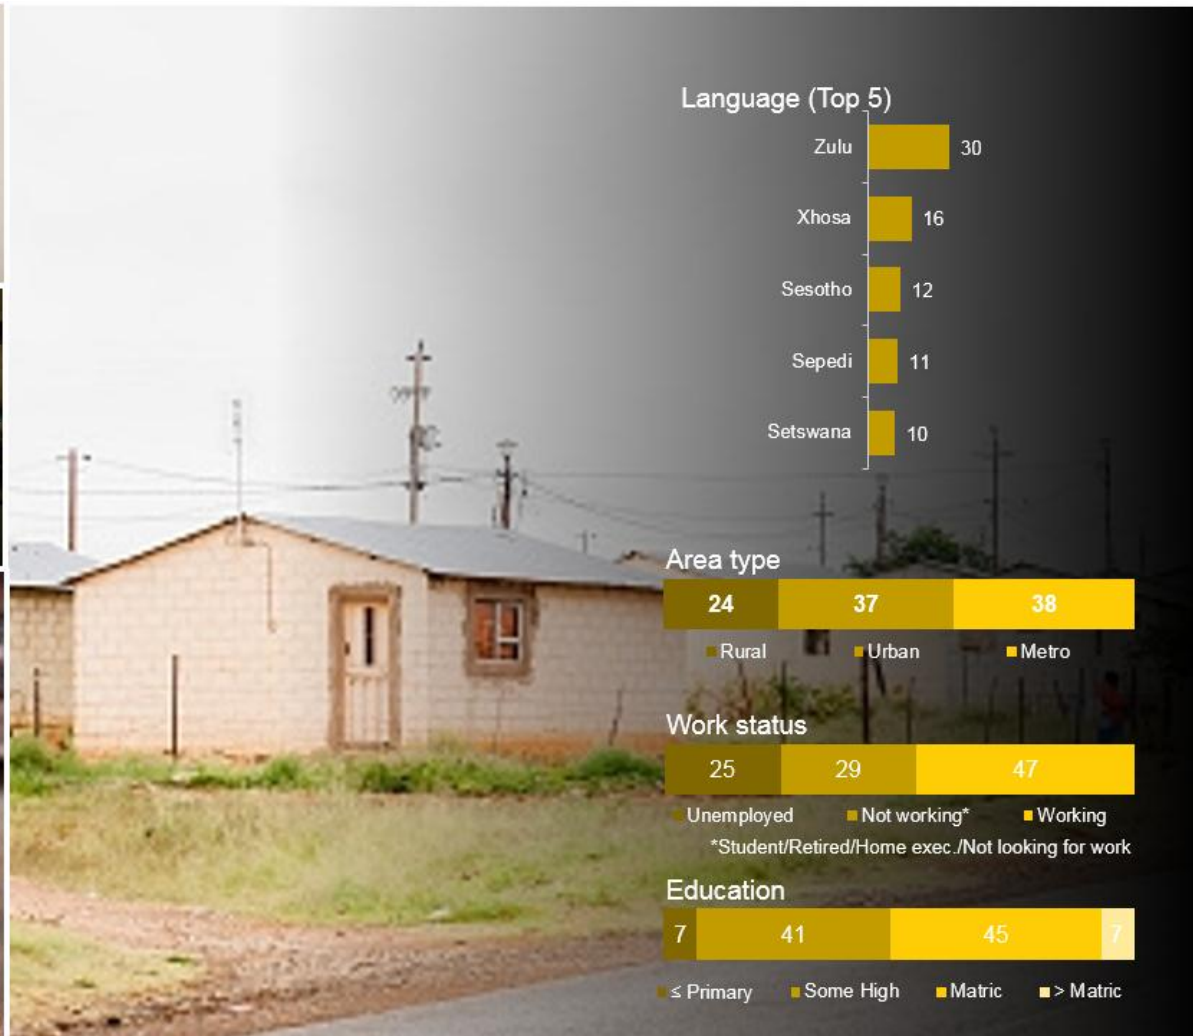 Language (Top 5)
Zulu 30
Xhosa 16
Sesotho 12
Sepedi 11
Setswana 10
Area type
24 37 38
Rural Urban Metro
Work status
25 29 47
Unemployed Not working* Working
*Student/Retired/Home exec./Not looking for work
Education
7 41 45 7
≤ Primary Some High Matric > Matric